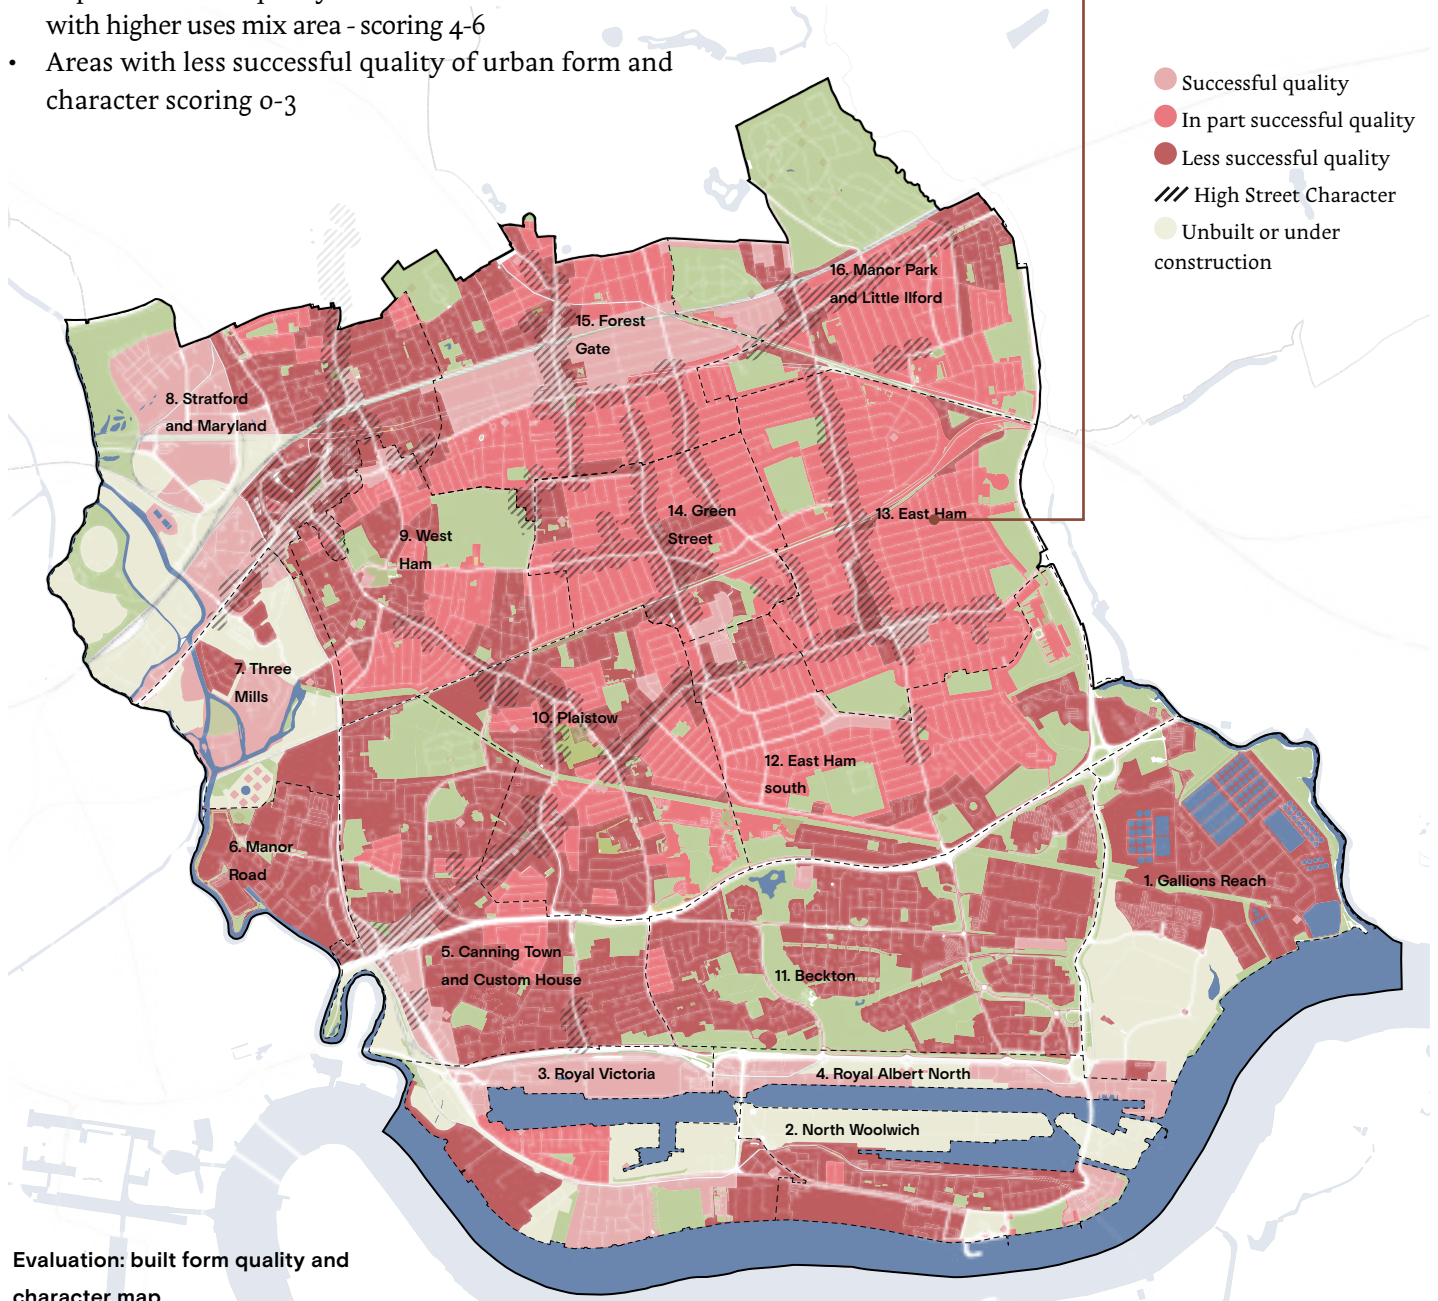 with higher uses mix area - scoring 4-6
• Areas with less successful quality of urban form and
character scoring 0-3
Successful quality
In part successful quality
Less successful quality
High Street Character
Unbuilt or under
construction
16. Manor Park
and Little Ilford
15. Forest
Gate
8. Stratford
and Maryland
14. Green
Street
13. East Ham
9. West
Ham
7. Three
Mills
10. Plaistow
12. East Ham
south
6. Manor
Road
1. Gallions Reach
5. Canning Town
and Custom House
11. Beckton
3. Royal Victoria
4. Royal Albert North
2. North Woolwich
Evaluation: built form quality and
character map